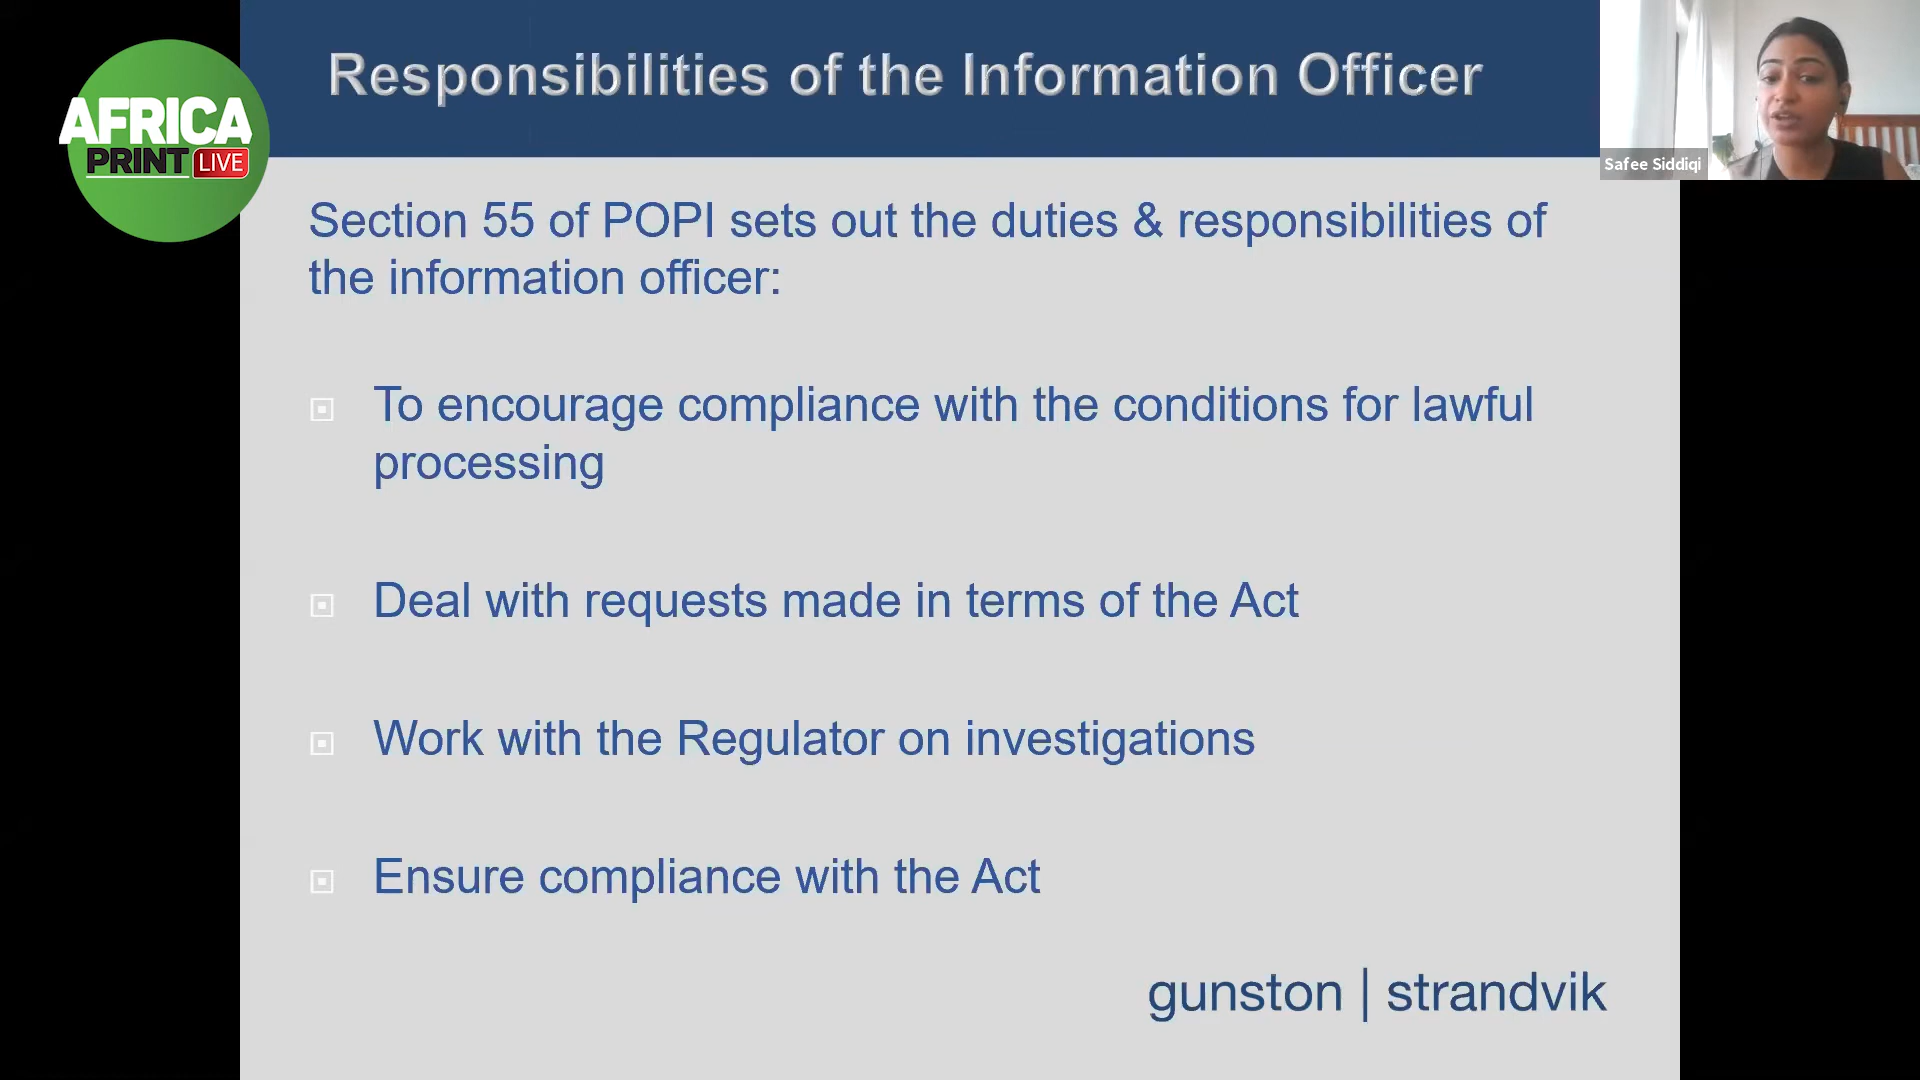 Responsibilities of the Information Officer
AFRICA
PRINT LIVE
Safee Siddiqi
Section 55 of POPI sets out the duties & responsibilities of
the information officer:
To encourage compliance with the conditions for lawful
processing
Deal with requests made in terms of the Act
Work with the Regulator on investigations
Ensure compliance with the Act
gunston | strandvik